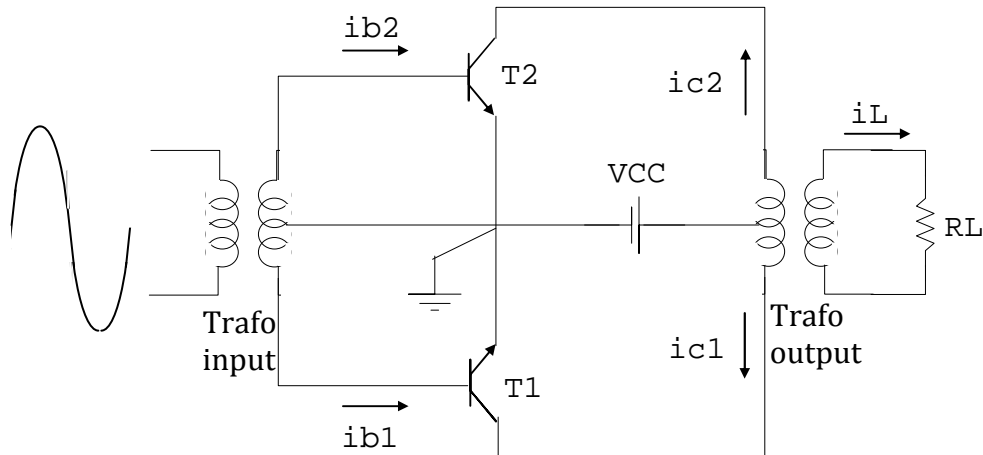 ib2
T2
ic2
iL
VCC
RL
Trafo
input
Trafo
output
ic1
T1
ib1